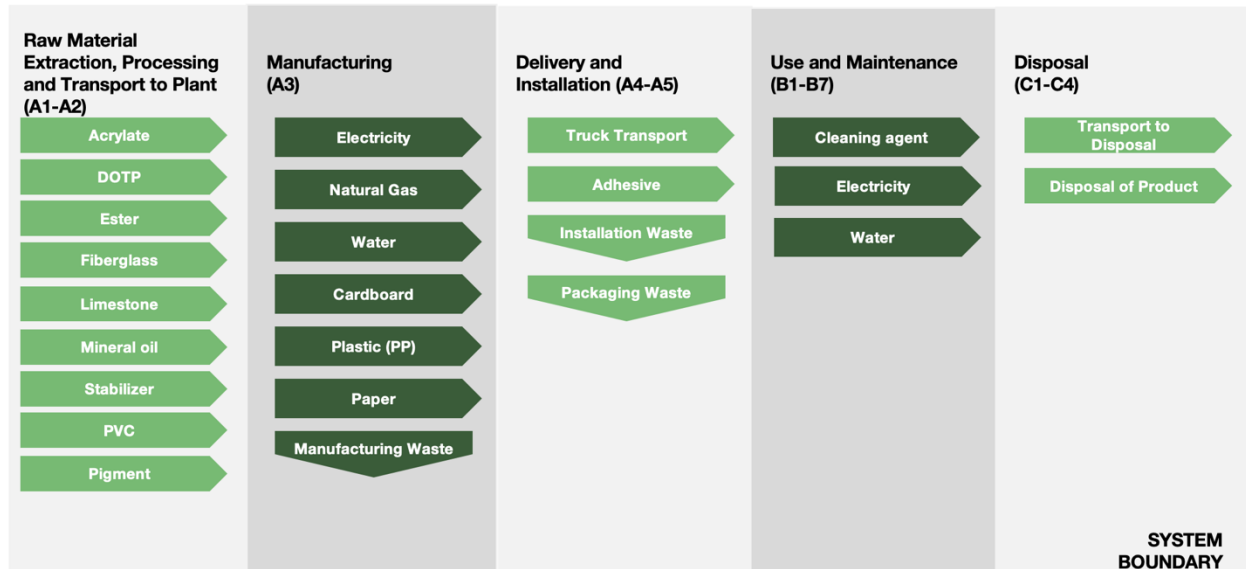 Raw Material
Extraction, Processing
and Transport to Plant
(A1-A2)
Acrylate
DOTP
Ester
Fiberglass
Limestone
Mineral oil
Stabilizer
PVC
Pigment
Manufacturing
(A3)
Electricity
Natural Gas
Water
Cardboard
Plastic (PP)
Paper
Manufacturing Waste
Delivery and
Installation (A4-A5)
Truck Transport
Adhesive
Installation Waste
Packaging Waste
Use and Maintenance
(B1-B7)
Cleaning agent
Electricity
Water
Disposal
(C1-C4)
Transport to
Disposal
Disposal of Product
SYSTEM
BOUNDARY